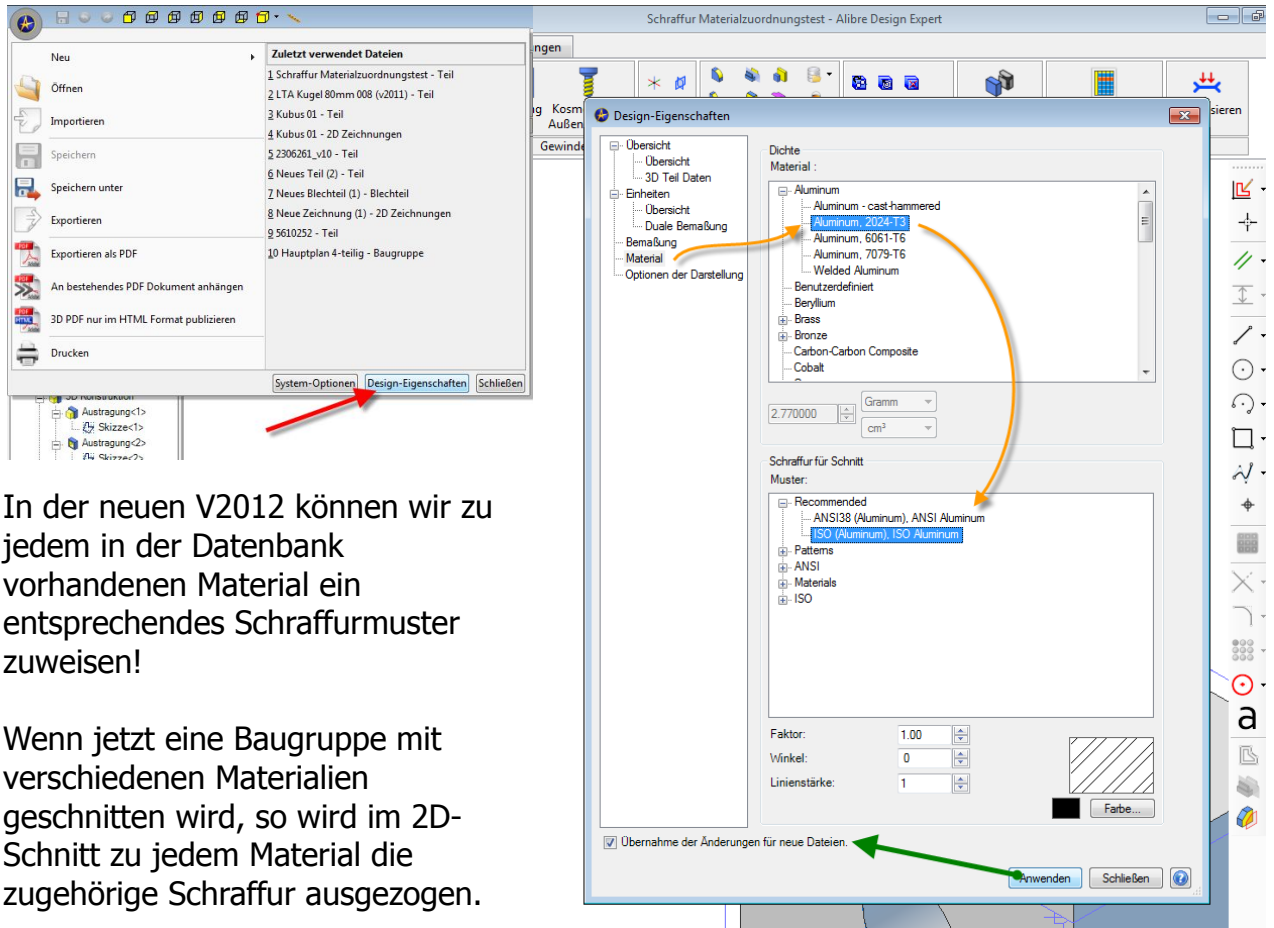 Schraffur Materialzuordnungstest - Alibre Design Expert
Neu
Öffnen
Importieren
Speichern
Speichern unter
Exportieren
Exportieren als PDF
An bestehendes PDF Dokument anhängen
3D PDF nur im HTML Format publizieren
Drucken
Zuletzt verwendet Dateien
1 Schraffur Materialzuordnungstest - Teil
2 LTA Kugel 80mm 008 (v2011) - Teil
3 Kubus 01 - Teil
4 Kubus 01 - 2D Zeichnungen
5 2306261_v10 - Teil
6 Neues Teil (2) - Teil
7 Neues Blechteil (1) - Blechteil
8 Neue Zeichnung (1) - 2D Zeichnungen
9 5610252 - Teil
10 Hauptplan 4-teilig - Baugruppe
System-Optionen Design-Eigenschaften Schließen
3D Konstruktion
Austragung<1>
Skizze<1>
Austragung<2>
Skizze<2>
ngen
Kosm
Außen
Gewinde
sieren
Design-Eigenschaften
Übersicht
Übersicht
3D Teil Daten
Einheiten
Übersicht
Duale Bemaßung
Bemaßung
Material
Optionen der Darstellung
Dichte
Material :
Aluminum
Aluminum - cast-hammered
Aluminum, 2024-T3
Aluminum, 6061-T6
Aluminum, 7079-T6
Welded Aluminum
Benutzerdefiniert
Beryllium
Brass
Bronze
Carbon-Carbon Composite
Cobalt
2.770000
Gramm
cm³
Schraffur für Schnitt
Muster:
Recommended
ANSI38 (Aluminum), ANSI Aluminum
ISO (Aluminum), ISO Aluminum
Patterns
ANSI
Materials
ISO
Faktor: 1.00
Winkel: 0
Linienstärke: 1
Farbe...
Übernahme der Änderungen für neue Dateien.
Anwenden Schließen
a
In der neuen V2012 können wir zu
jedem in der Datenbank
vorhandenen Material ein
entsprechendes Schraffurmuster
zuweisen!
Wenn jetzt eine Baugruppe mit
verschiedenen Materialien
geschnitten wird, so wird im 2D-
Schnitt zu jedem Material die
zugehörige Schraffur ausgezogen.